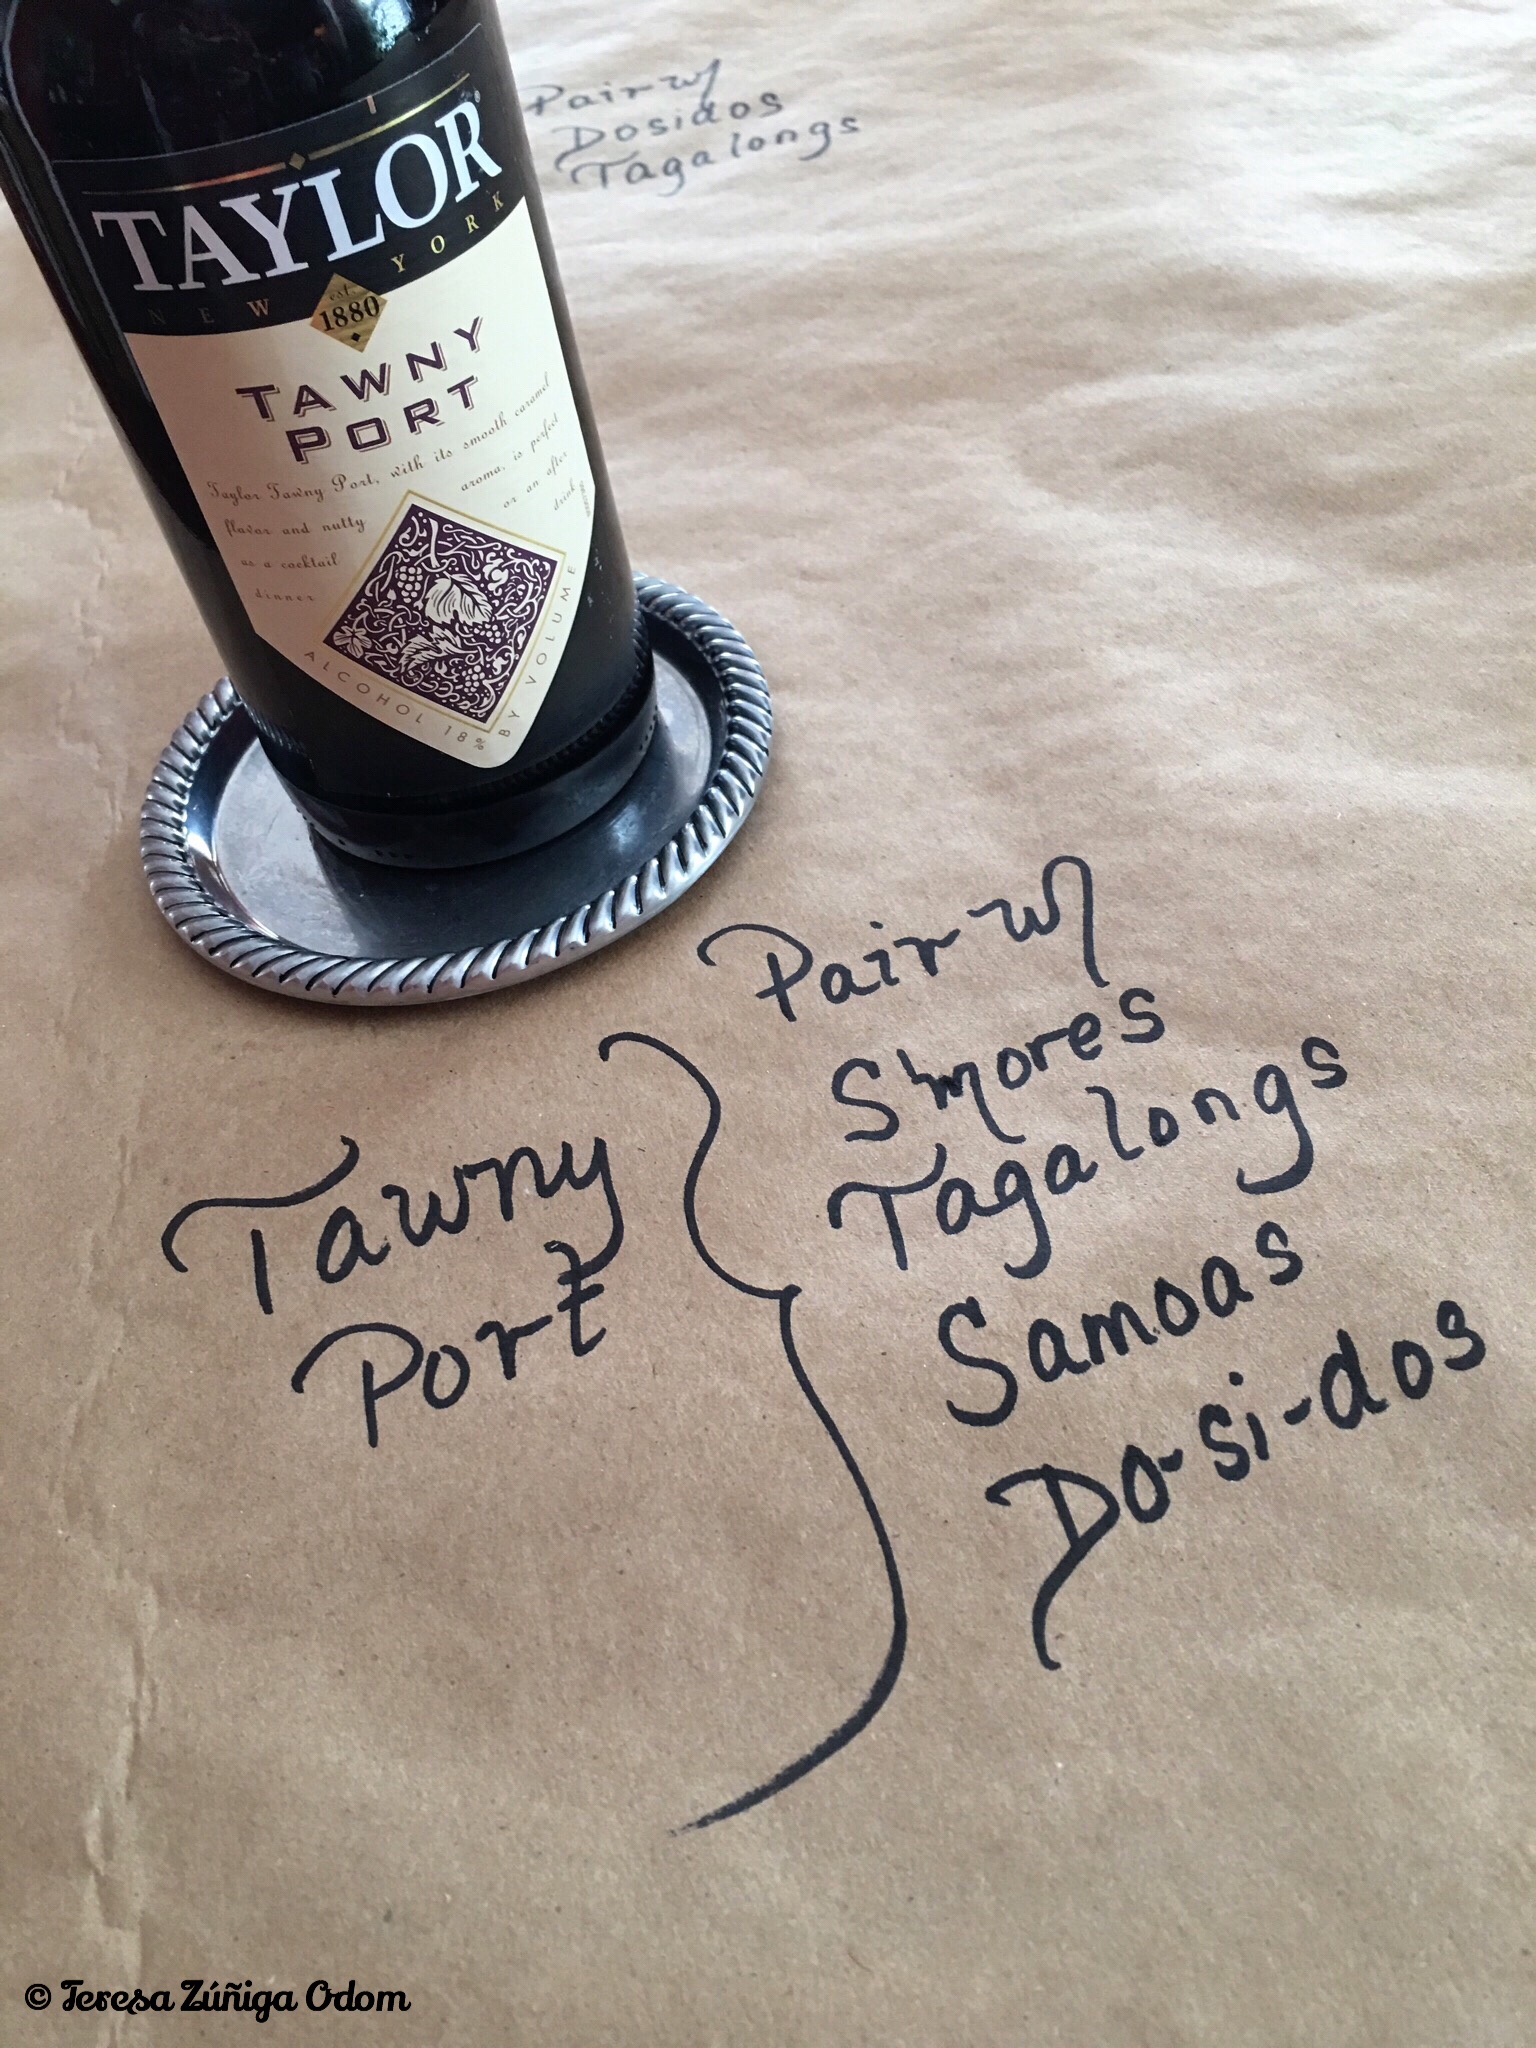 Pair w/
Dosidos
Tagalongs
TAYLOR®
NEW YORK
est.
1880
TAWNY
PORT
Taylor Tawny Port, with its smooth caramel
flavor and nutty aroma, is perfect
as a cocktail or an after
dinner drink
ALCOHOL 18% BY VOLUME
Pair w/
S'mores
Tagalongs
Samoas
Do-si-dos
Tawny
Port
© Teresa Zúñiga Odom